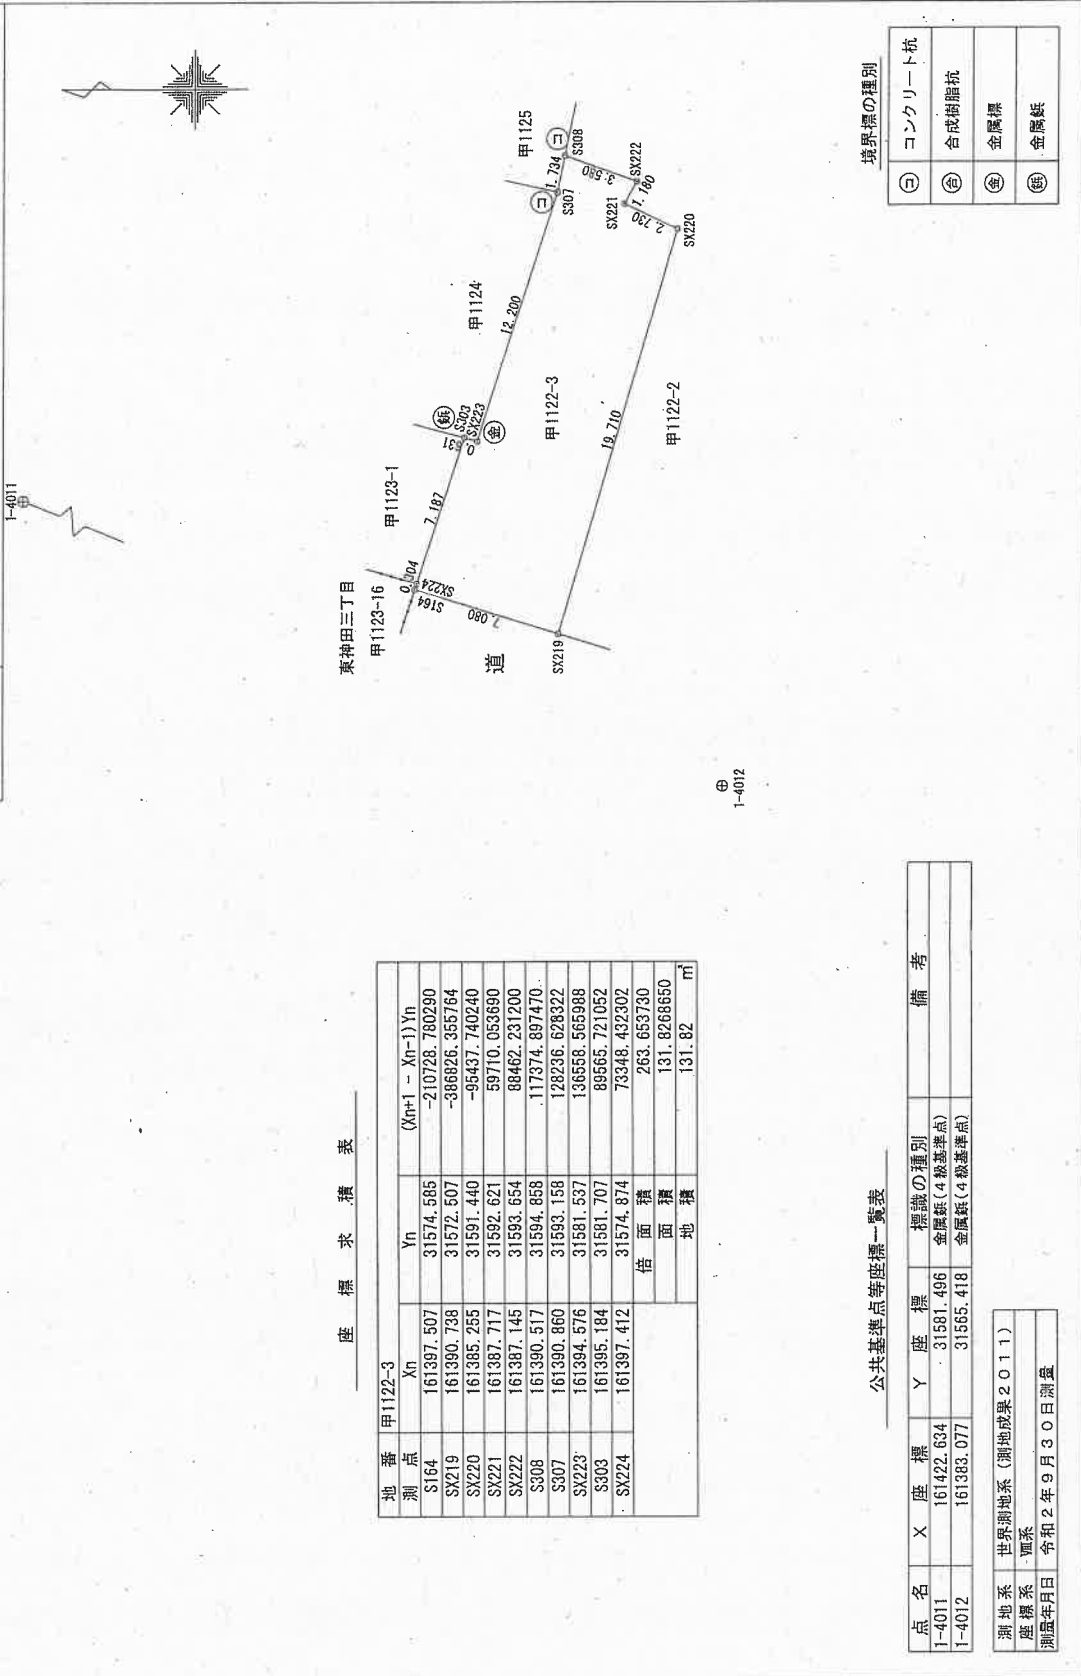 座標求積表
地番 甲1122-3
測点 Xn Yn (Xn+1 - Xn-1)Yn
S164 161397.507 31574.585 -210728.780290
SX219 161390.738 31572.507 -386826.355764
SX220 161385.255 31591.440 -95437.740240
SX221 161387.717 31592.621 59710.053690
SX222 161387.145 31593.654 88462.231200
S308 161390.517 31594.858 117374.897470
S307 161390.860 31593.158 128236.628322
SX223 161394.576 31581.537 136558.565988
S303 161395.184 31581.707 89565.721052
SX224 161397.412 31574.874 73348.432302
倍面積 263.653730
面積 131.8268650
地積 131.82 ㎡
公共基準点等座標一覧表
点名 X座標 Y座標 標識の種別 備考
1-4011 161422.634 31581.496 金属鋲(4級基準点)
1-4012 161383.077 31565.418 金属鋲(4級基準点)
測地系 世界測地系(測地成果2011)
座標系 Ⅷ系
測量年月日 令和2年9月30日測量
1-4011
1-4012
東神田三丁目
甲1123-16
甲1123-1
甲1124
甲1125
甲1122-3
甲1122-2
道
S164
SX224
0.304
7.187
鋲
S303
SX223
0.631
金
12.200
コ
S307
1.734
コ
S308
3.580
SX222
1.180
SX221
2.730
SX220
19.710
SX219
7.080
境界標の種別
コ コンクリート杭
合 合成樹脂杭
金 金属標
鋲 金属鋲